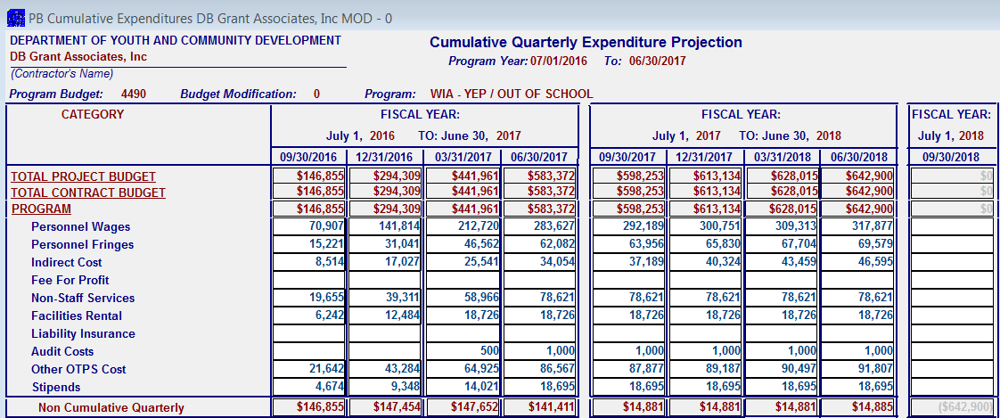 PB Cumulative Expenditures DB Grant Associates, Inc MOD - 0
DEPARTMENT OF YOUTH AND COMMUNITY DEVELOPMENT Cumulative Quarterly Expenditure Projection
DB Grant Associates, Inc Program Year: 07/01/2016 To: 06/30/2017
(Contractor's Name)
Program Budget: 4490 Budget Modification: 0 Program: WIA - YEP / OUT OF SCHOOL
CATEGORY FISCAL YEAR: FISCAL YEAR: FISCAL YEAR:
July 1, 2016 TO: June 30, 2017 July 1, 2017 TO: June 30, 2018 July 1, 2018
09/30/2016 12/31/2016 03/31/2017 06/30/2017 09/30/2017 12/31/2017 03/31/2018 06/30/2018 09/30/2018
TOTAL PROJECT BUDGET $146,855 $294,309 $441,961 $583,372 $598,253 $613,134 $628,015 $642,900 $0
TOTAL CONTRACT BUDGET $146,855 $294,309 $441,961 $583,372 $598,253 $613,134 $628,015 $642,900 $0
PROGRAM $146,855 $294,309 $441,961 $583,372 $598,253 $613,134 $628,015 $642,900 $0
Personnel Wages 70,907 141,814 212,720 283,627 292,189 300,751 309,313 317,877
Personnel Fringes 15,221 31,041 46,562 62,082 63,956 65,830 67,704 69,579
Indirect Cost 8,514 17,027 25,541 34,054 37,189 40,324 43,459 46,595
Fee For Profit
Non-Staff Services 19,655 39,311 58,966 78,621 78,621 78,621 78,621 78,621
Facilities Rental 6,242 12,484 18,726 18,726 18,726 18,726 18,726 18,726
Liability Insurance
Audit Costs 500 1,000 1,000 1,000 1,000 1,000
Other OTPS Cost 21,642 43,284 64,925 86,567 87,877 89,187 90,497 91,807
Stipends 4,674 9,348 14,021 18,695 18,695 18,695 18,695 18,695
Non Cumulative Quarterly $146,855 $147,454 $147,652 $141,411 $14,881 $14,881 $14,881 $14,885 ($642,900)